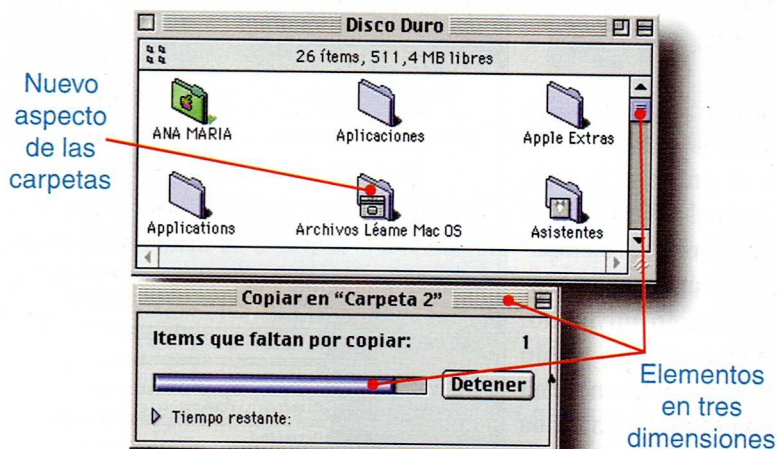 Disco Duro
26 ítems, 511,4 MB libres
Nuevo
aspecto
de las
carpetas
ANA MARIA
Aplicaciones
Apple Extras
Applications
Archivos Léame Mac OS
Asistentes
Copiar en “Carpeta 2”
Items que faltan por copiar: 1
Detener
Tiempo restante:
Elementos
en tres
dimensiones